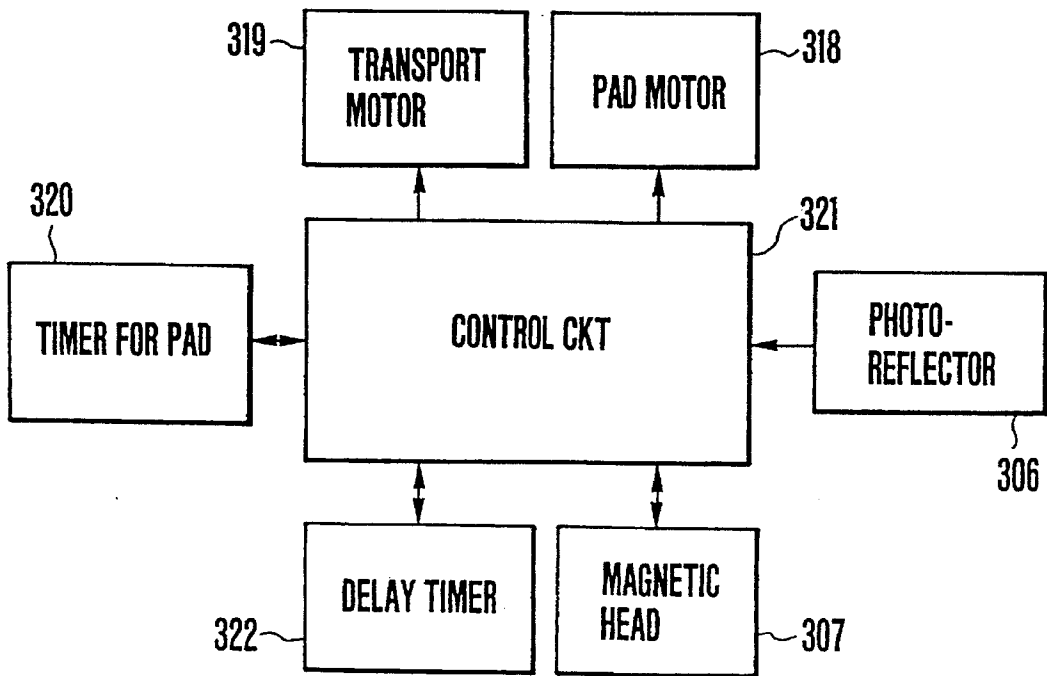 319
TRANSPORT
MOTOR
PAD MOTOR
318
320
321
TIMER FOR PAD
CONTROL CKT
PHOTO-
REFLECTOR
306
DELAY TIMER
322
MAGNETIC
HEAD
307